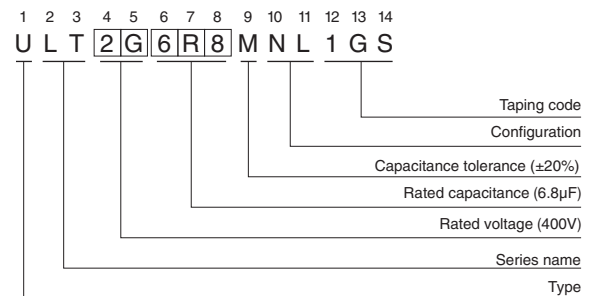 1 2 3 4 5 6 7 8 9 10 11 12 13 14
U L T 2 G 6 R 8 M N L 1 G S
Taping code
Configuration
Capacitance tolerance (±20%)
Rated capacitance (6.8μF)
Rated voltage (400V)
Series name
Type